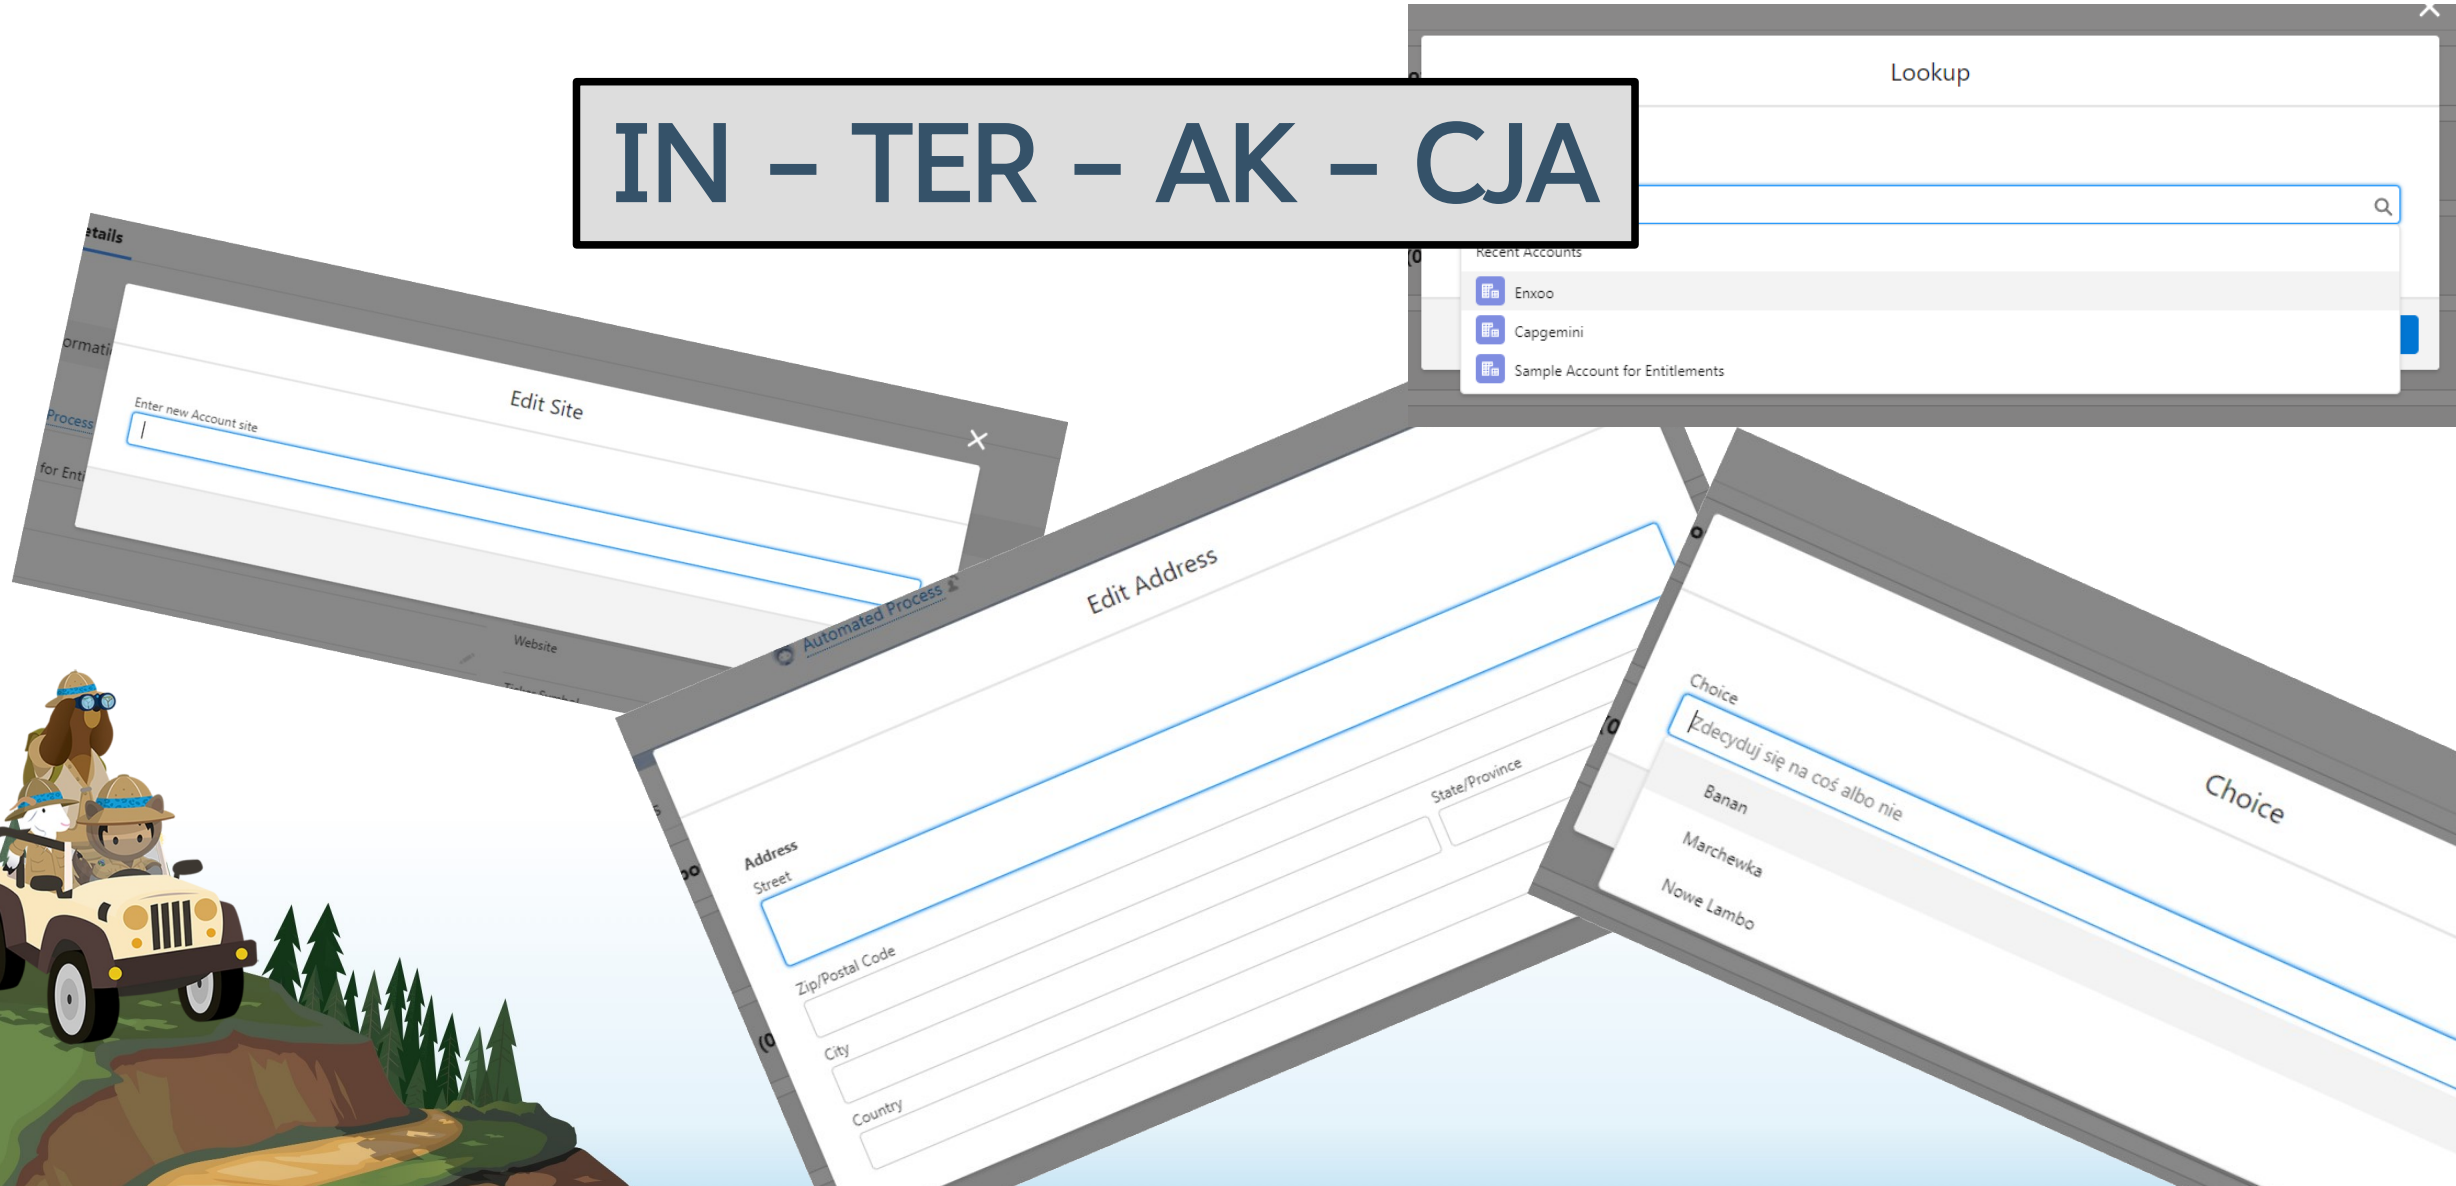 IN – TER – AK – CJA
Lookup
Recent Accounts
Enxoo
Capgemini
Sample Account for Entitlements
etails
ormati
Process
for Enti
Edit Site
Enter new Account site
Website
Automated Process
Edit Address
Address
Street
Zip/Postal Code
State/Province
City
Country
(0
Choice
Choice
Zdecyduj się na coś albo nie
Banan
Marchewka
Nowe Lambo